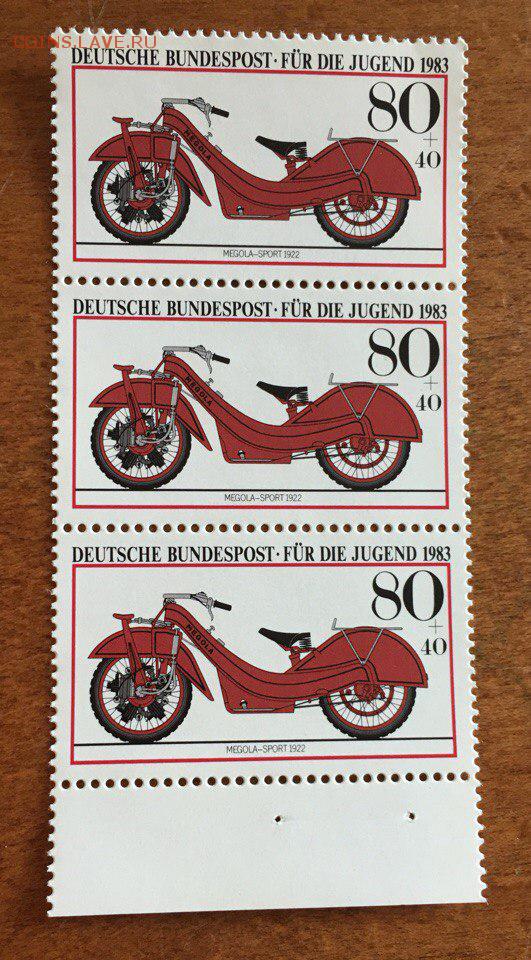 COINS.LAVE.RU
DEUTSCHE BUNDESPOST · FÜR DIE JUGEND 1983
80
+
40
MEGOLA
MEGOLA–SPORT 1922
DEUTSCHE BUNDESPOST · FÜR DIE JUGEND 1983
80
+
40
MEGOLA
MEGOLA–SPORT 1922
DEUTSCHE BUNDESPOST · FÜR DIE JUGEND 1983
80
+
40
MEGOLA
MEGOLA–SPORT 1922